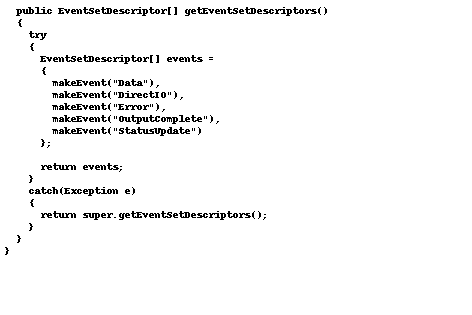 public EventSetDescriptor[] getEventSetDescriptors()
{
try
{
EventSetDescriptor[] events =
{
makeEvent("Data"),
makeEvent("DirectIO"),
makeEvent("Error"),
makeEvent("OutputComplete"),
makeEvent("StatusUpdate")
};
return events;
}
catch(Exception e)
{
return super.getEventSetDescriptors();
}
}
}